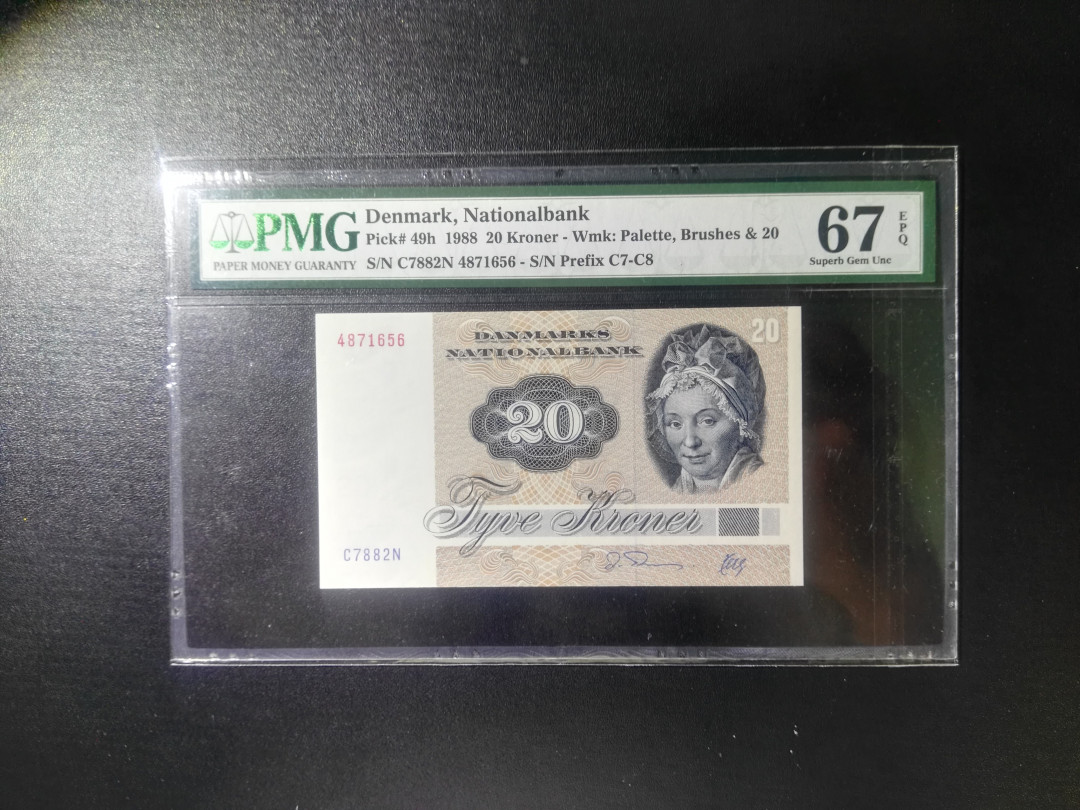 PMG
PAPER MONEY GUARANTY
Denmark, Nationalbank
Pick# 49h 1988 20 Kroner - Wmk: Palette, Brushes & 20
S/N C7882N 4871656 - S/N Prefix C7-C8
67
EPQ
Superb Gem Unc
4871656
DANMARKS
NATIONALBANK
20
20
Tyve Kroner
C7882N